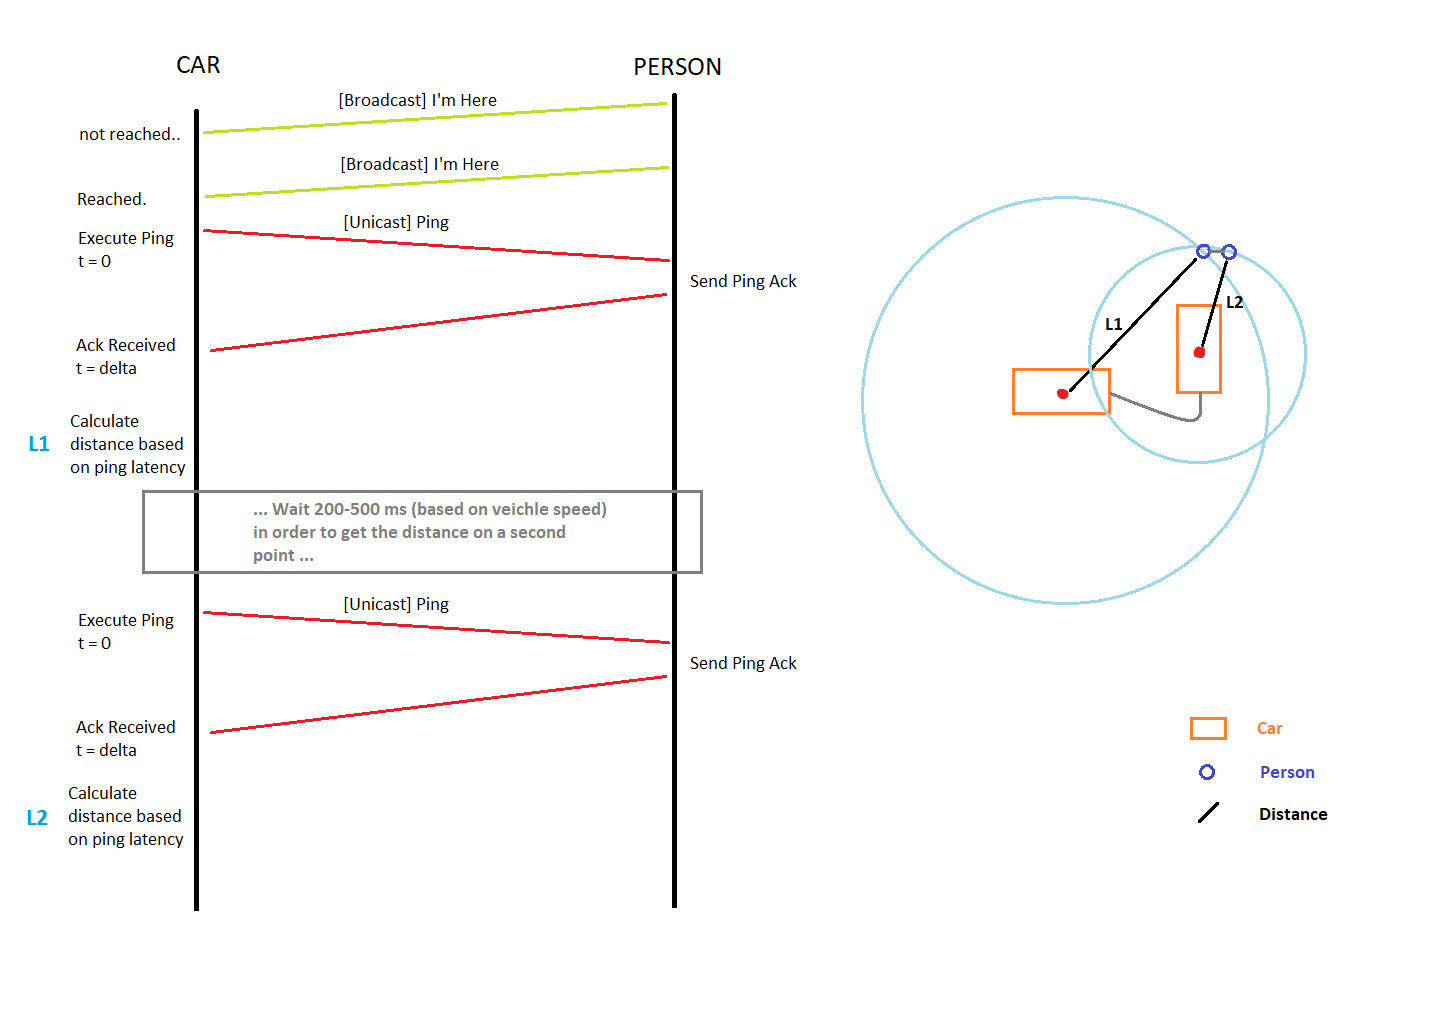 CAR
PERSON
[Broadcast] I'm Here
not reached..
[Broadcast] I'm Here
Reached.
[Unicast] Ping
Execute Ping
t = 0
Send Ping Ack
Ack Received
t = delta
L1
Calculate
distance based
on ping latency
... Wait 200-500 ms (based on veichle speed)
in order to get the distance on a second
point ...
[Unicast] Ping
Execute Ping
t = 0
Send Ping Ack
Ack Received
t = delta
L2
Calculate
distance based
on ping latency
L1
L2
Car
Person
Distance